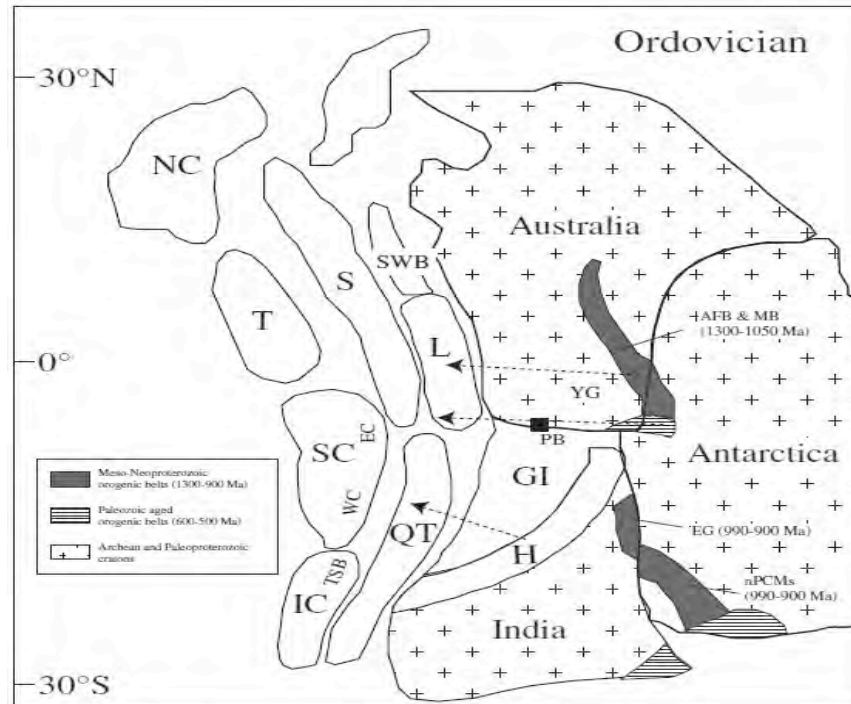 Ordovician
30°N
NC
Australia
SWB
S
T
AFB & MB
(1300-1050 Ma)
L
0°
YG
EC
PB
SC
Antarctica
Meso-Neoproterozoic
orogenic belts (1300-900 Ma)
GI
WC
Paleozoic aged
orogenic belts (600-500 Ma)
QT
EG (990-900 Ma)
H
Archean and Paleoproterozoic
cratons
TSB
nPCMs
(990-900 Ma)
IC
India
30°S